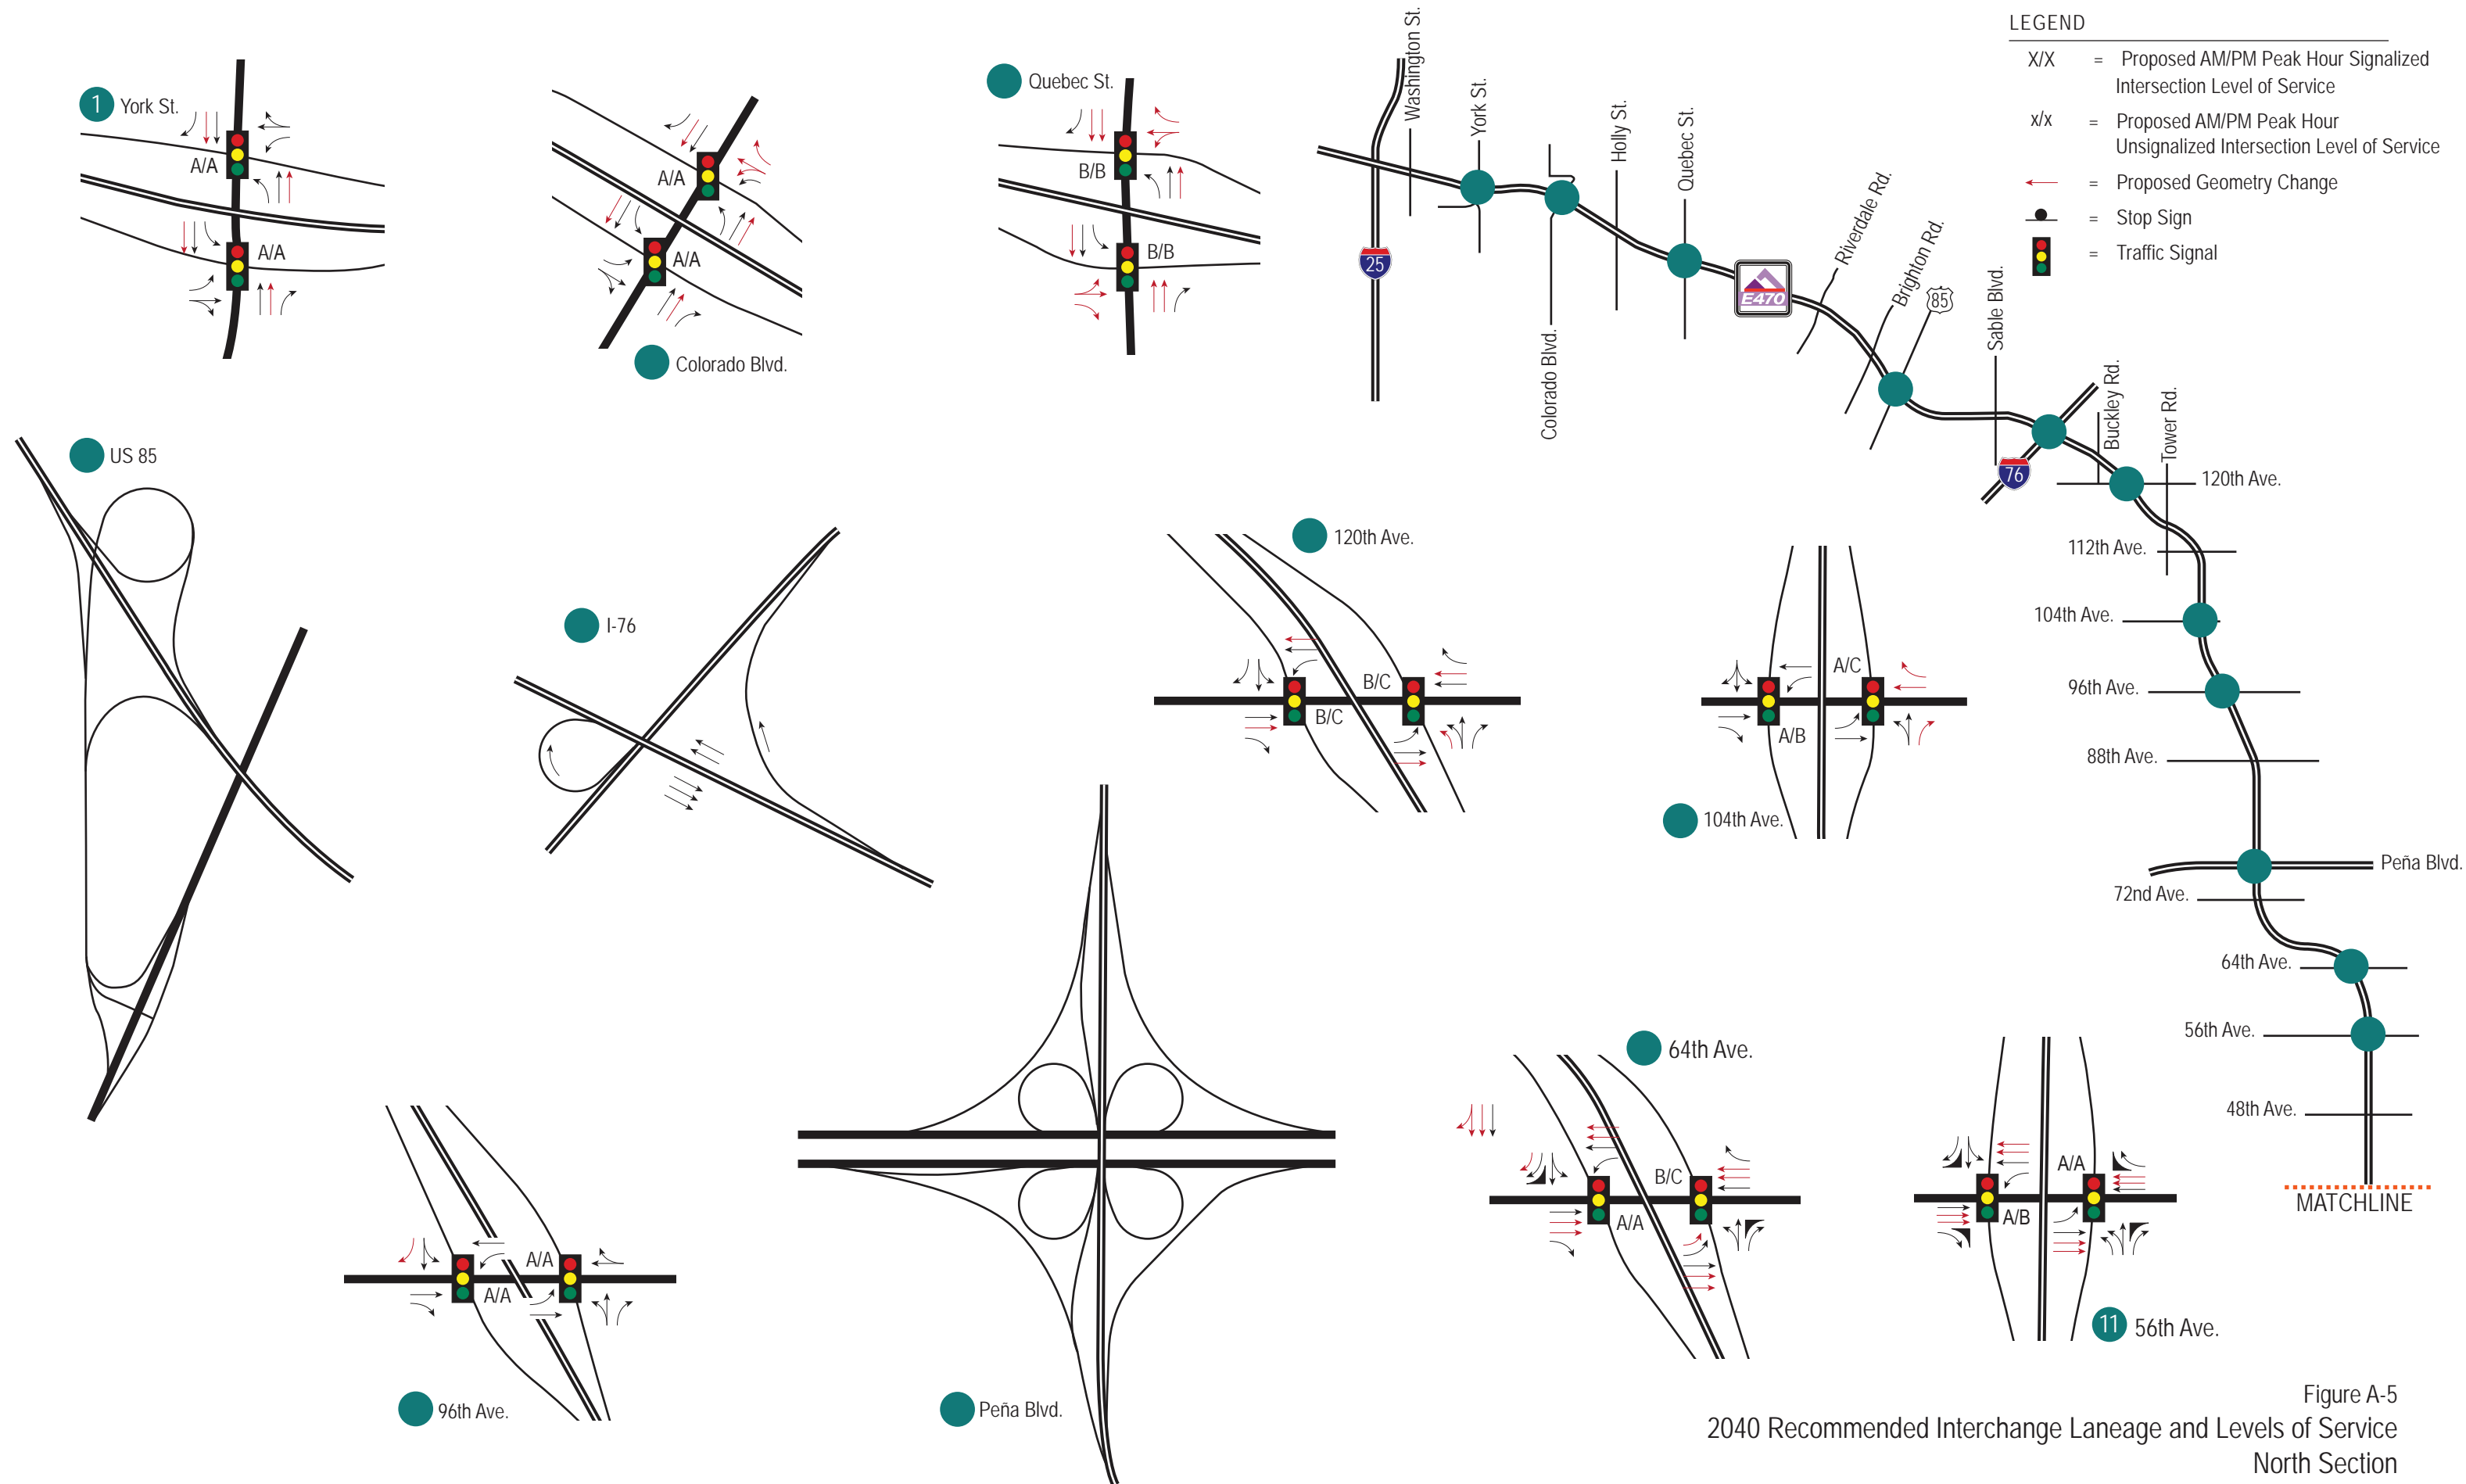 LEGEND
X/X = Proposed AM/PM Peak Hour Signalized
Intersection Level of Service
x/x = Proposed AM/PM Peak Hour
Unsignalized Intersection Level of Service
= Proposed Geometry Change
= Stop Sign
= Traffic Signal
1 York St.
A/A
A/A
Colorado Blvd.
A/A
A/A
Quebec St.
B/B
B/B
Washington St.
York St.
Holly St.
Quebec St.
Colorado Blvd.
25
E470
Riverdale Rd.
Brighton Rd.
85
Sable Blvd.
76
Buckley Rd.
Tower Rd.
120th Ave.
112th Ave.
104th Ave.
96th Ave.
88th Ave.
Peña Blvd.
72nd Ave.
64th Ave.
56th Ave.
48th Ave.
MATCHLINE
US 85
I-76
120th Ave.
B/C
B/C
104th Ave.
A/C
A/B
96th Ave.
A/A
A/A
Peña Blvd.
64th Ave.
B/C
A/A
11 56th Ave.
A/A
A/B
Figure A-5
2040 Recommended Interchange Laneage and Levels of Service
North Section